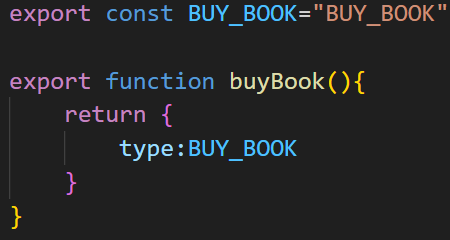 export const BUY_BOOK="BUY_BOOK"
export function buyBook(){
return {
type:BUY_BOOK
}
}